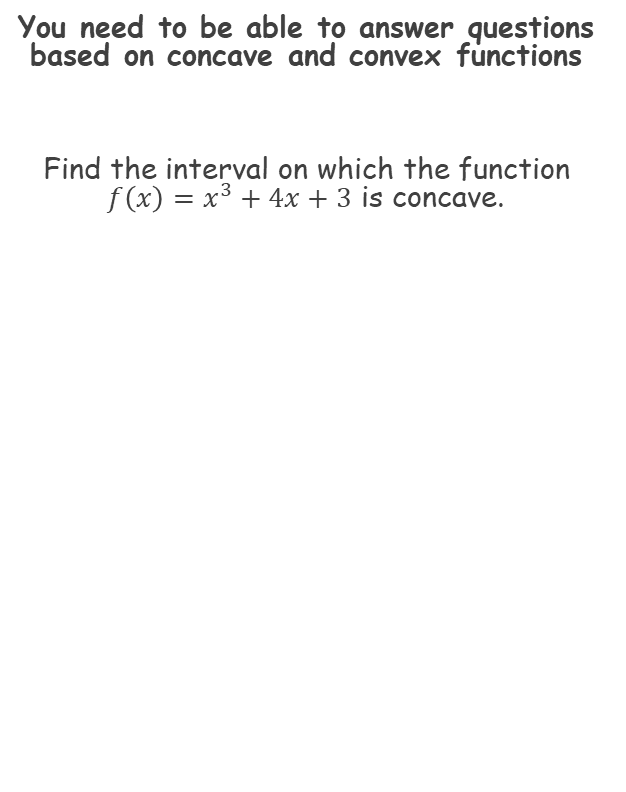 You need to be able to answer questions
based on concave and convex functions
Find the interval on which the function
f(x) = x³ + 4x + 3 is concave.